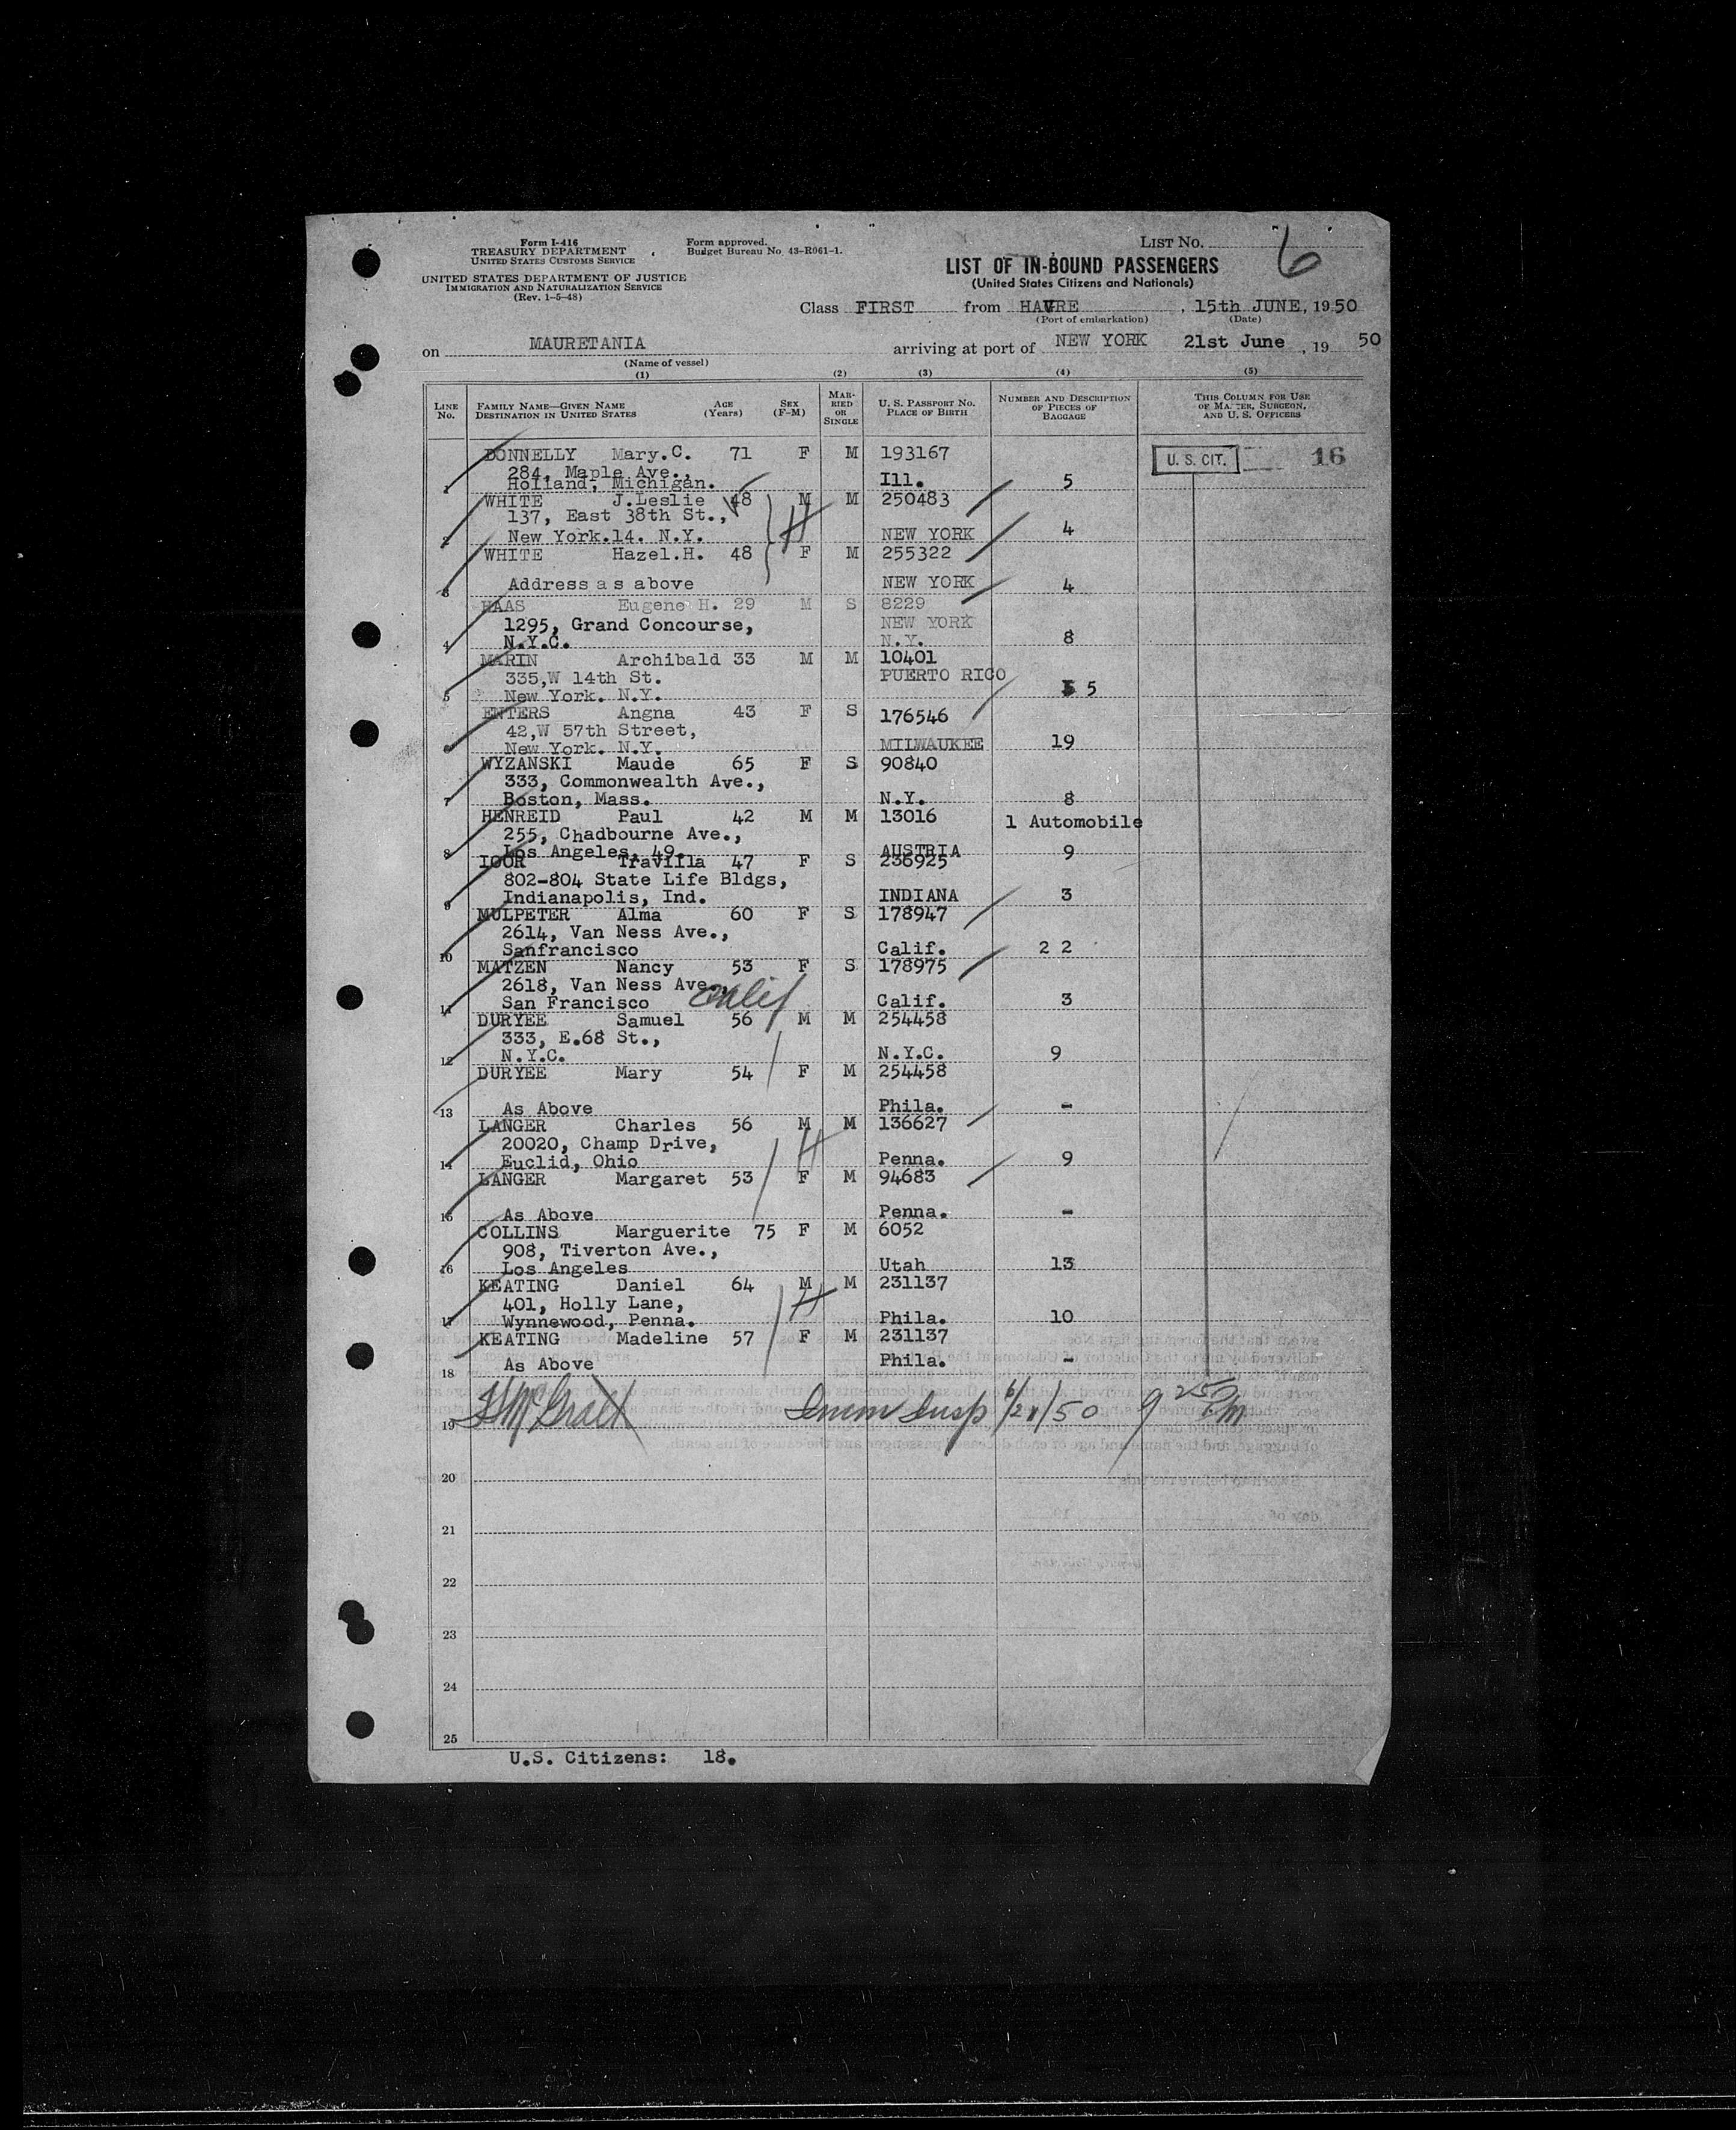 Form I-416
TREASURY DEPARTMENT
UNITED STATES CUSTOMS SERVICE
UNITED STATES DEPARTMENT OF JUSTICE
IMMIGRATION AND NATURALIZATION SERVICE
(Rev. 1-5-48)
Form approved.
Budget Bureau No. 43-R061-1.
LIST NO. 6
LIST OF IN-BOUND PASSENGERS
(United States Citizens and Nationals)
Class FIRST from HAVRE, 15th JUNE, 1950
(Port of embarkation) (Date)
on MAURETANIA arriving at port of NEW YORK 21st June, 19 50
(Name of vessel)
(1) (2) (3) (4) (5)
LINE No.
FAMILY NAME—GIVEN NAME
DESTINATION IN UNITED STATES
AGE (Years)
SEX (F-M)
MARRIED OR SINGLE
U. S. PASSPORT NO.
PLACE OF BIRTH
NUMBER AND DESCRIPTION OF PIECES OF BAGGAGE
THIS COLUMN FOR USE OF MASTER, SURGEON, AND U. S. OFFICERS
DONNELLY Mary.C. 71 F M 193167 U. S. CIT. 16
284, Maple Ave.,
1 Holland, Michigan. Ill. 5
WHITE J.Leslie 48 M M 250483
137, East 38th St.,
2 New York.14. N.Y. NEW YORK 4
WHITE Hazel.H. 48 F M 255322
3 Address as above NEW YORK 4
HAAS Eugene H. 29 M S 8229
1295, Grand Concourse, NEW YORK
4 N.Y.C. N.Y. 8
MARIN Archibald 33 M M 10401
335,W 14th St. PUERTO RICO
5 New York. N.Y. 5
ENTERS Angna 43 F S 176546
42,W 57th Street,
6 New York. N.Y. MILWAUKEE 19
WYZANSKI Maude 65 F S 90840
333, Commonwealth Ave.,
7 Boston, Mass. N.Y. 8
HENREID Paul 42 M M 13016 1 Automobile
255, Chadbourne Ave.,
8 Los Angeles, 49. AUSTRIA 9
IGOR Travilla 47 F S 236925
802-804 State Life Bldgs,
9 Indianapolis, Ind. INDIANA 3
MULPETER Alma 60 F S 178947
2614, Van Ness Ave.,
10 Sanfrancisco Calif. 2 2
MATZEN Nancy 53 F S 178975
2618, Van Ness Ave.
11 San Francisco Calif Calif. 3
DURYEE Samuel 56 M M 254458
333, E.68 St.,
12 N.Y.C. N.Y.C. 9
DURYEE Mary 54 F M 254458
13 As Above Phila. -
LANGER Charles 56 M M 136627
20020, Champ Drive,
14 Euclid, Ohio Penna. 9
LANGER Margaret 53 F M 94683
15 As Above Penna. -
COLLINS Marguerite 75 F M 6052
908, Tiverton Ave.,
16 Los Angeles Utah 13
KEATING Daniel 64 M M 231137
401, Holly Lane,
17 Wynnewood, Penna. Phila. 10
KEATING Madeline 57 F M 231137
18 As Above Phila. -
19 Imm Insp 6/21/50 9 25 PM
20
21
22
23
24
25
U.S. Citizens: 18.